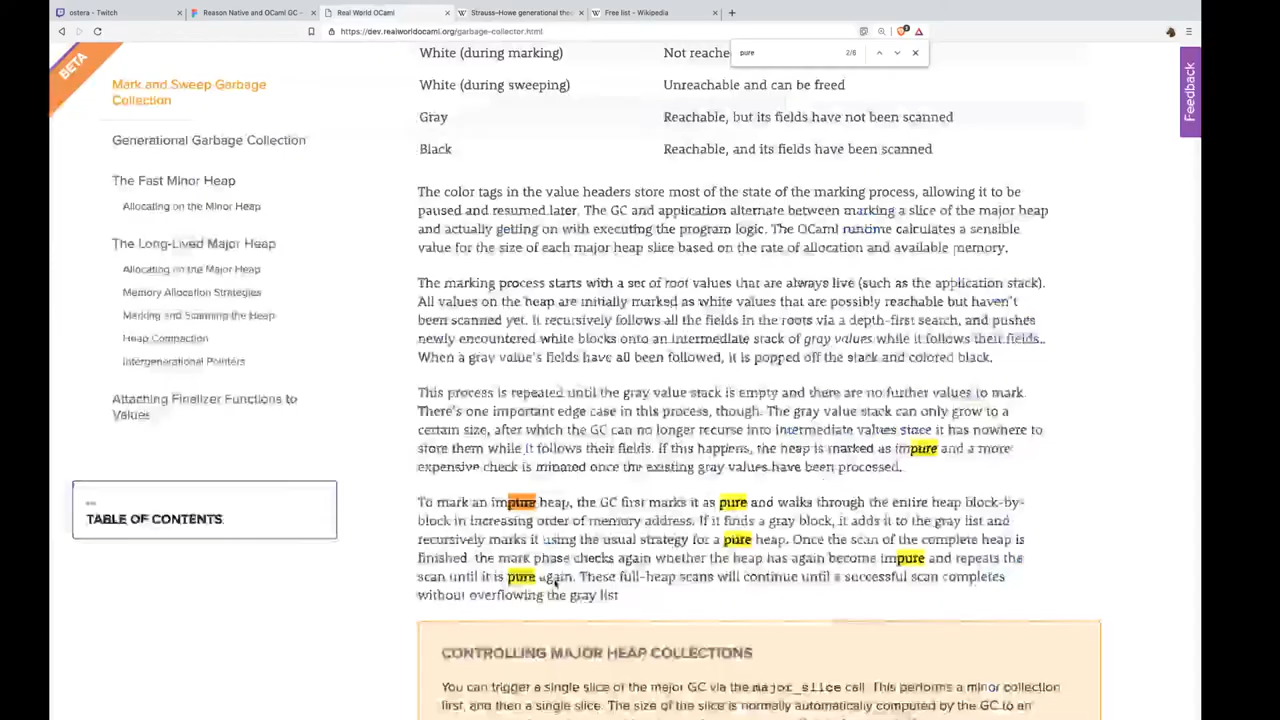 ostera - Twitch
Reason Native and OCaml GC -
Real World OCaml
Strauss–Howe generational the
Free list - Wikipedia
https://dev.realworldocaml.org/garbage-collector.html
pure 2/6
BETA
Feedback
Mark and Sweep Garbage
Collection
Generational Garbage Collection
The Fast Minor Heap
Allocating on the Minor Heap
The Long-Lived Major Heap
Allocating on the Major Heap
Memory Allocation Strategies
Marking and Scanning the Heap
Heap Compaction
Intergenerational Pointers
Attaching Finalizer Functions to
Values
TABLE OF CONTENTS
White (during marking) Not reache
White (during sweeping) Unreachable and can be freed
Gray Reachable, but its fields have not been scanned
Black Reachable, and its fields have been scanned
The color tags in the value headers store most of the state of the marking process, allowing it to be
paused and resumed later. The GC and application alternate between marking a slice of the major heap
and actually getting on with executing the program logic. The OCaml runtime calculates a sensible
value for the size of each major heap slice based on the rate of allocation and available memory.
The marking process starts with a set of root values that are always live (such as the application stack).
All values on the heap are initially marked as white values that are possibly reachable but haven't
been scanned yet. It recursively follows all the fields in the roots via a depth-first search, and pushes
newly encountered white blocks onto an intermediate stack of gray values while it follows their fields.
When a gray value's fields have all been followed, it is popped off the stack and colored black.
This process is repeated until the gray value stack is empty and there are no further values to mark.
There's one important edge case in this process, though. The gray value stack can only grow to a
certain size, after which the GC can no longer recurse into intermediate values since it has nowhere to
store them while it follows their fields. If this happens, the heap is marked as impure and a more
expensive check is initiated once the existing gray values have been processed.
To mark an impure heap, the GC first marks it as pure and walks through the entire heap block-by-
block in increasing order of memory address. If it finds a gray block, it adds it to the gray list and
recursively marks it using the usual strategy for a pure heap. Once the scan of the complete heap is
finished, the mark phase checks again whether the heap has again become impure and repeats the
scan until it is pure again. These full-heap scans will continue until a successful scan completes
without overflowing the gray list
CONTROLLING MAJOR HEAP COLLECTIONS
You can trigger a single slice of the major GC via the major_slice call. This performs a minor collection
first, and then a single slice. The size of the slice is normally automatically computed by the GC to an